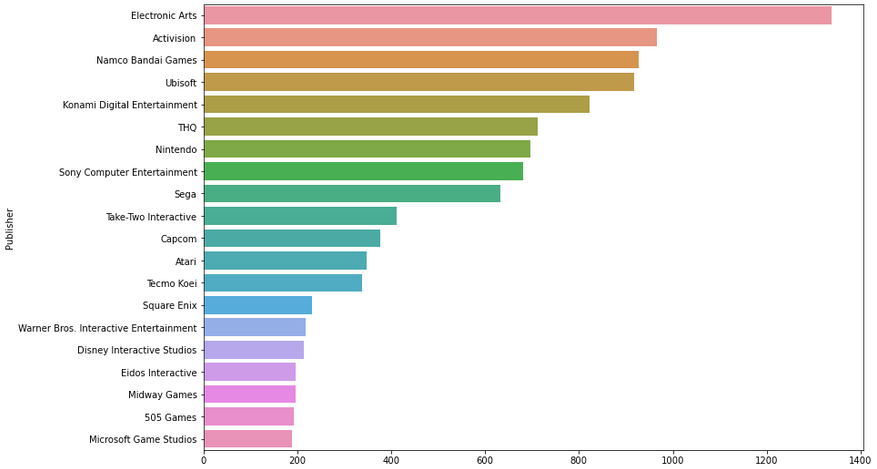 Electronic Arts
Activision
Namco Bandai Games
Ubisoft
Konami Digital Entertainment
THQ
Nintendo
Sony Computer Entertainment
Sega
Take-Two Interactive
Capcom
Atari
Tecmo Koei
Square Enix
Warner Bros. Interactive Entertainment
Disney Interactive Studios
Eidos Interactive
Midway Games
505 Games
Microsoft Game Studios
Publisher
0 200 400 600 800 1000 1200 1400